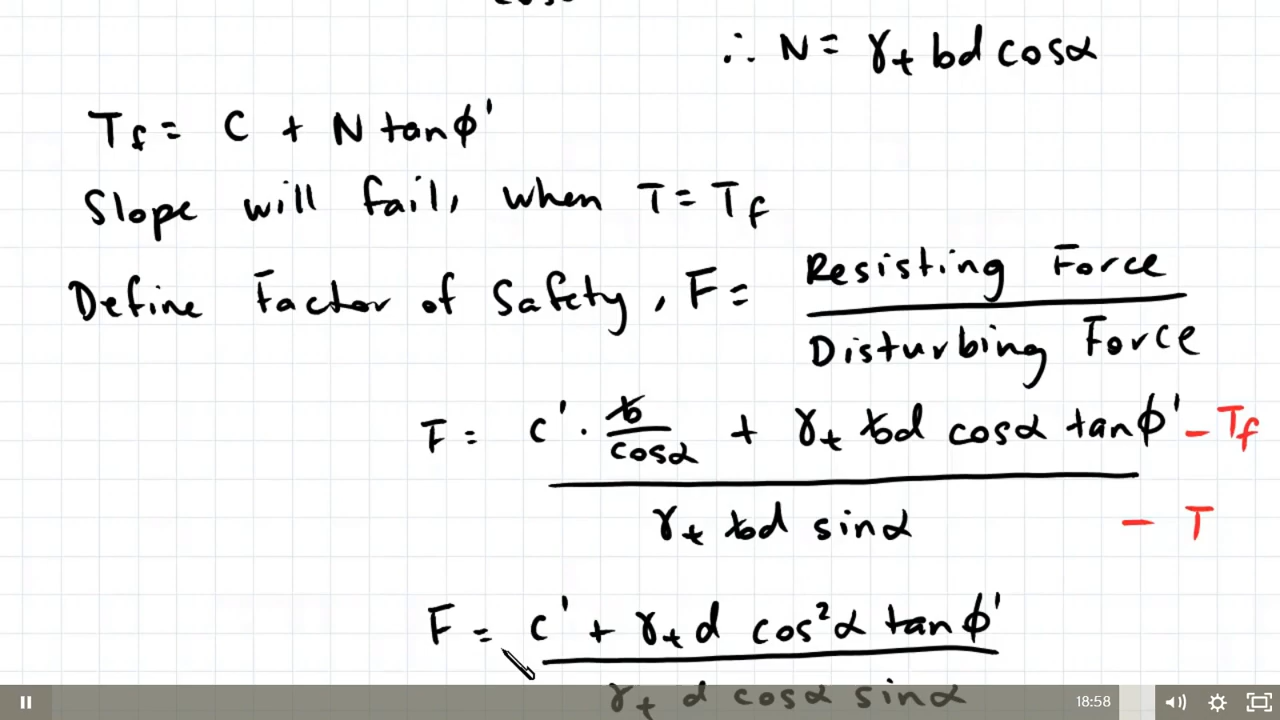 cosα
∴ N = γt bd cosα
Tf = C + N tanφ'
Slope will fail, when T = Tf
Define Factor of Safety, F = Resisting Force
Disturbing Force
F = c' · b/cosα + γt bd cosα tanφ' – Tf
γt bd sinα – T
F = c' + γt d cos²α tanφ'
γt d cosα sinα
18:58